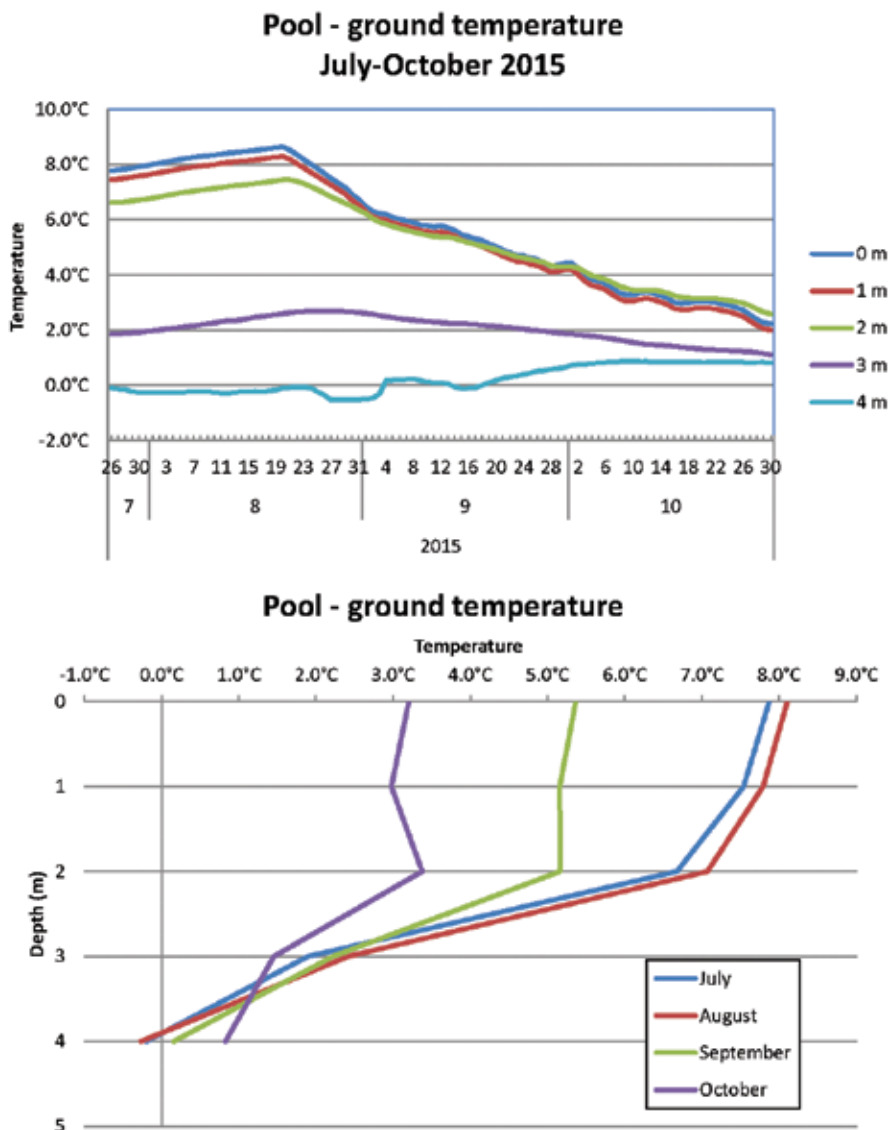 Pool - ground temperature
July-October 2015
10.0°C
8.0°C
6.0°C
4.0°C
2.0°C
0.0°C
-2.0°C
Temperature
0 m
1 m
2 m
3 m
4 m
26 30 3 7 11 15 19 23 27 31 4 8 12 16 20 24 28 2 6 10 14 18 22 26 30
7 8 9 10
2015
Pool - ground temperature
Temperature
-1.0°C 0.0°C 1.0°C 2.0°C 3.0°C 4.0°C 5.0°C 6.0°C 7.0°C 8.0°C 9.0°C
0
1
2
3
4
5
Depth (m)
July
August
September
October